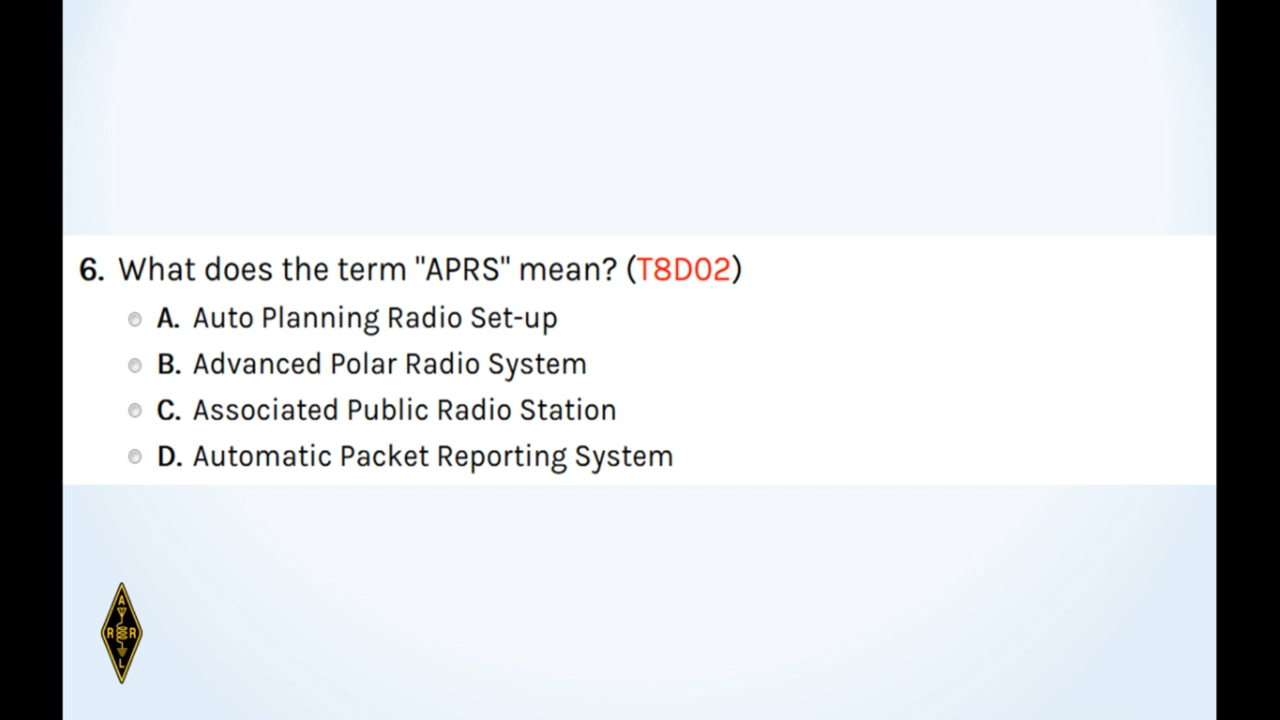 6. What does the term "APRS" mean? (T8D02)
A. Auto Planning Radio Set-up
B. Advanced Polar Radio System
C. Associated Public Radio Station
D. Automatic Packet Reporting System
A
R R
L